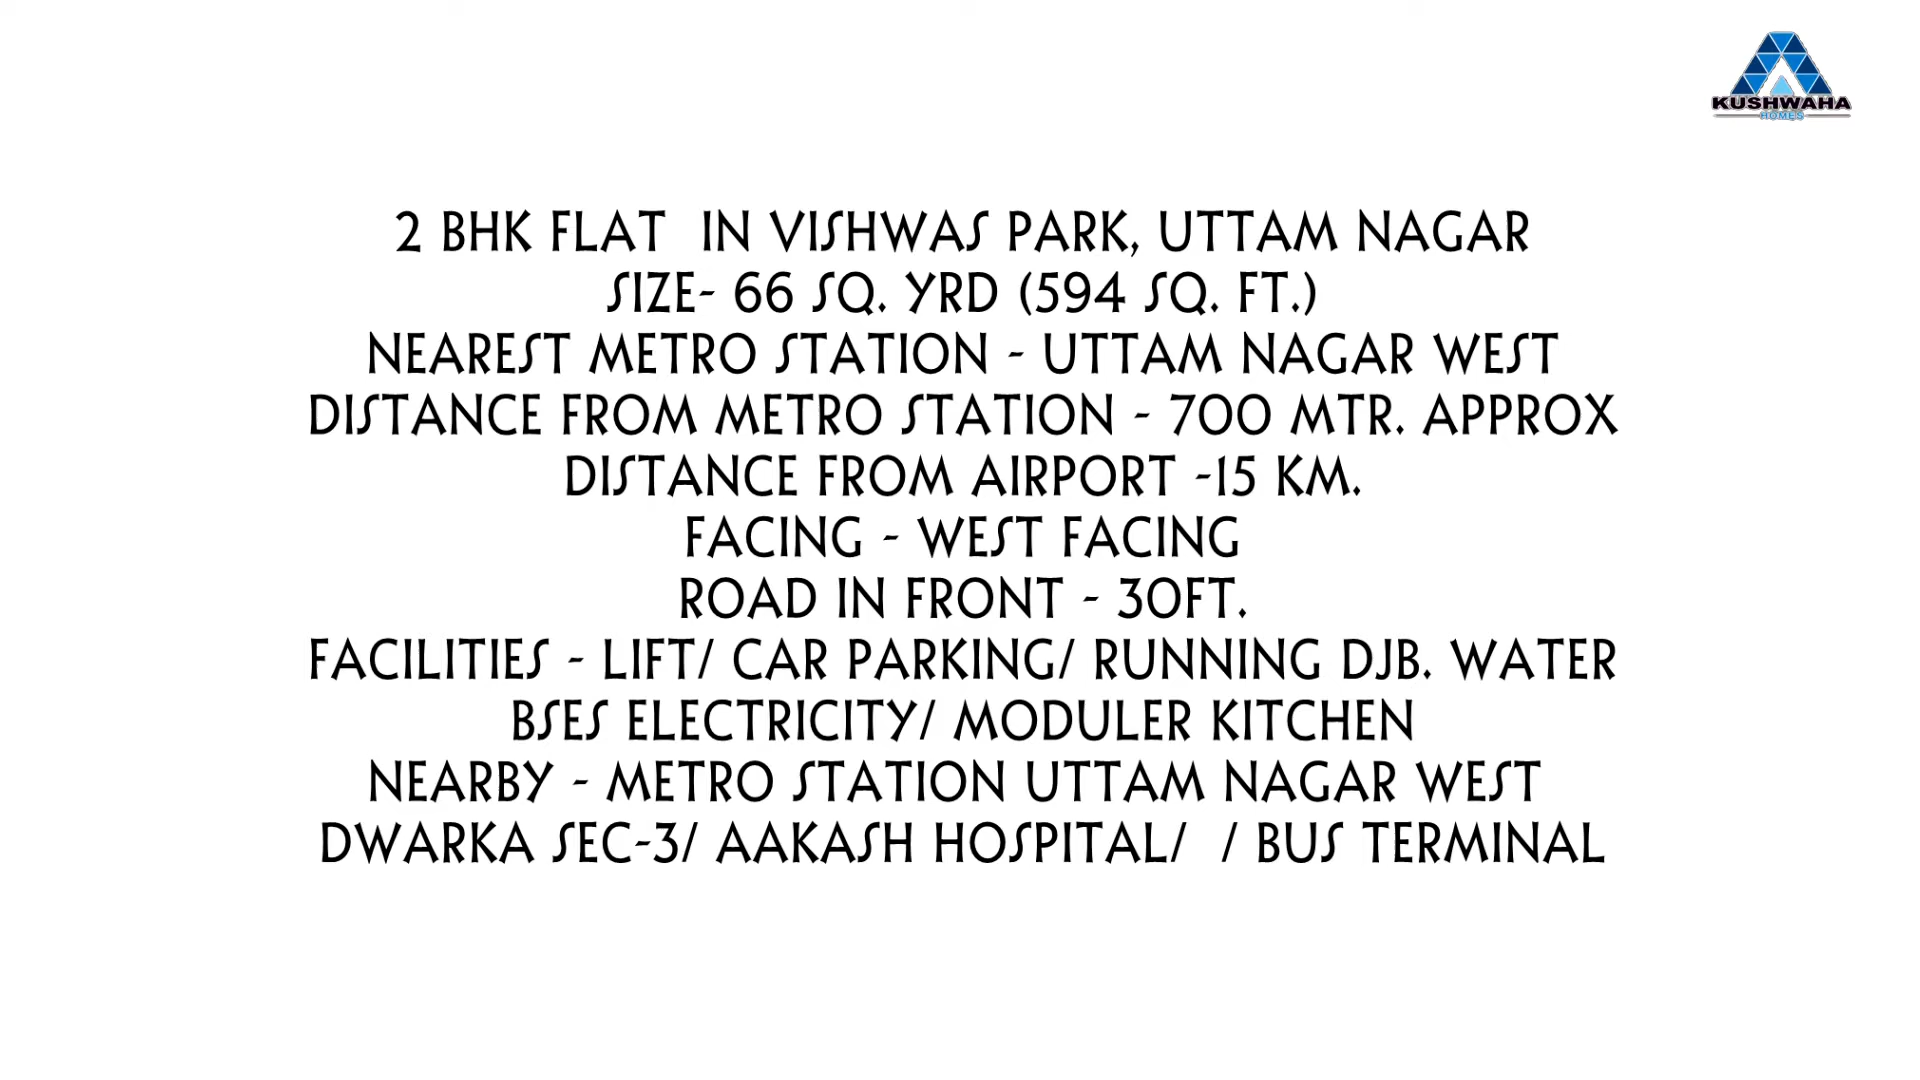 KUSHWAHA
HOMES
2 BHK FLAT IN VISHWAS PARK, UTTAM NAGAR
SIZE- 66 SQ. YRD (594 SQ. FT.)
NEAREST METRO STATION - UTTAM NAGAR WEST
DISTANCE FROM METRO STATION - 700 MTR. APPROX
DISTANCE FROM AIRPORT -15 KM.
FACING - WEST FACING
ROAD IN FRONT - 30FT.
FACILITIES - LIFT/ CAR PARKING/ RUNNING DJB. WATER
BSES ELECTRICITY/ MODULER KITCHEN
NEARBY - METRO STATION UTTAM NAGAR WEST
DWARKA SEC-3/ AAKASH HOSPITAL/ / BUS TERMINAL